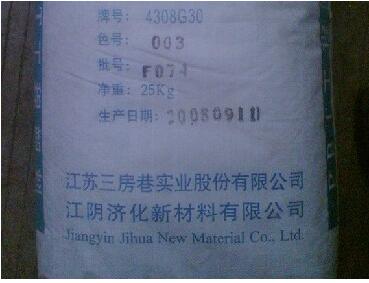 牌号: 4308G30
色号: 003
批号: F074
净重: 25Kg
生产日期: 20080911
江苏三房巷实业股份有限公司
江阴济化新材料有限公司
Jiangyin Jihua New Material Co., Ltd.